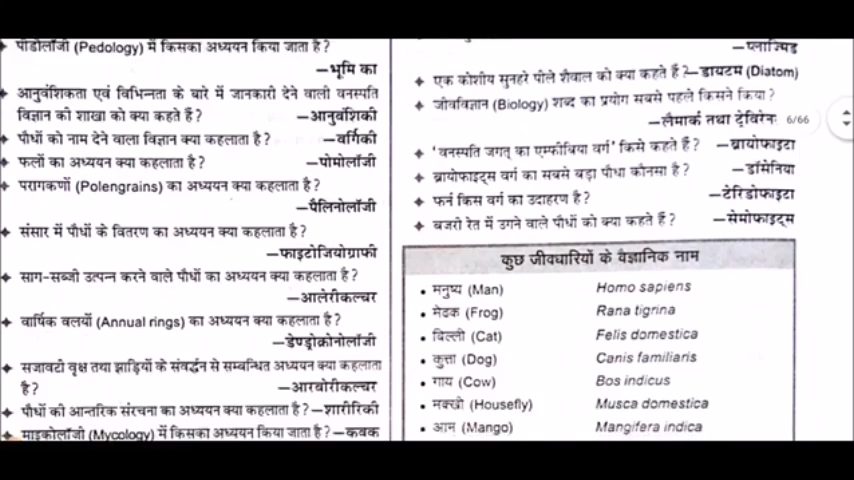 ✦ पीडोलॉजी (Pedology) में किसका अध्ययन किया जाता है?
—भूमि का
✦ आनुवंशिकता एवं विभिन्नता के बारे में जानकारी देने वाली वनस्पति
विज्ञान की शाखा को क्या कहते हैं? —आनुवंशिकी
✦ पौधों को नाम देने वाला विज्ञान क्या कहलाता है? —वर्गिकी
✦ फलों का अध्ययन क्या कहलाता है? —पोमोलॉजी
✦ परागकणों (Polengrains) का अध्ययन क्या कहलाता है?
—पैलिनोलॉजी
✦ संसार में पौधों के वितरण का अध्ययन क्या कहलाता है?
—फाइटोजियोग्राफी
✦ साग-सब्जी उत्पन्न करने वाले पौधों का अध्ययन क्या कहलाता है?
—आलेरीकल्चर
✦ वार्षिक वलयों (Annual rings) का अध्ययन क्या कहलाता है?
—डेण्ड्रोक्रोनोलॉजी
✦ सजावटी वृक्ष तथा झाड़ियों के संवर्द्धन से सम्बन्धित अध्ययन क्या कहलाता
है? —आरबोरीकल्चर
✦ पौधों की आन्तरिक संरचना का अध्ययन क्या कहलाता है? —शारीरिकी
✦ माइकोलॉजी (Mycology) में किसका अध्ययन किया जाता है? —कवक
—प्लाज्मिड
✦ एक कोशीय सुनहरे पीले शैवाल को क्या कहते हैं? —डायटम (Diatom)
✦ जीवविज्ञान (Biology) शब्द का प्रयोग सबसे पहले किसने किया?
—लैमार्क तथा ट्रेविरेन
6/66
✦ 'वनस्पति जगत् का एम्फीबिया वर्ग' किसे कहते हैं? —ब्रायोफाइटा
✦ ब्रायोफाइट्स वर्ग का सबसे बड़ा पौधा कौनसा है? —डॉसोनिया
✦ फर्न किस वर्ग का उदाहरण है? —टेरिडोफाइटा
✦ बजरी रेत में उगने वाले पौधों को क्या कहते हैं? —सेमोफाइट्स
कुछ जीवधारियों के वैज्ञानिक नाम
• मनुष्य (Man) Homo sapiens
• मेढक (Frog) Rana tigrina
• बिल्ली (Cat) Felis domestica
• कुत्ता (Dog) Canis familiaris
• गाय (Cow) Bos indicus
• मक्खी (Housefly) Musca domestica
• आम (Mango) Mangifera indica